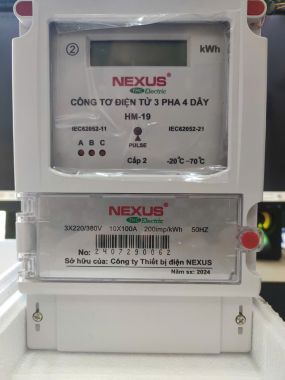 ② kWh
NEXUS®
THC Electric
CÔNG TƠ ĐIỆN TỬ 3 PHA 4 DÂY
HM-19
IEC62052-11 IEC62052-21
A B C
PULSE
Cấp 2 -20°C ~70°C
NEXUS®
THC Electric
3X220/380V 10X100A 200imp/kWh 50HZ
No: 2407290062
Sở hữu của: Công ty Thiết bị điện NEXUS
Năm sx: 2024